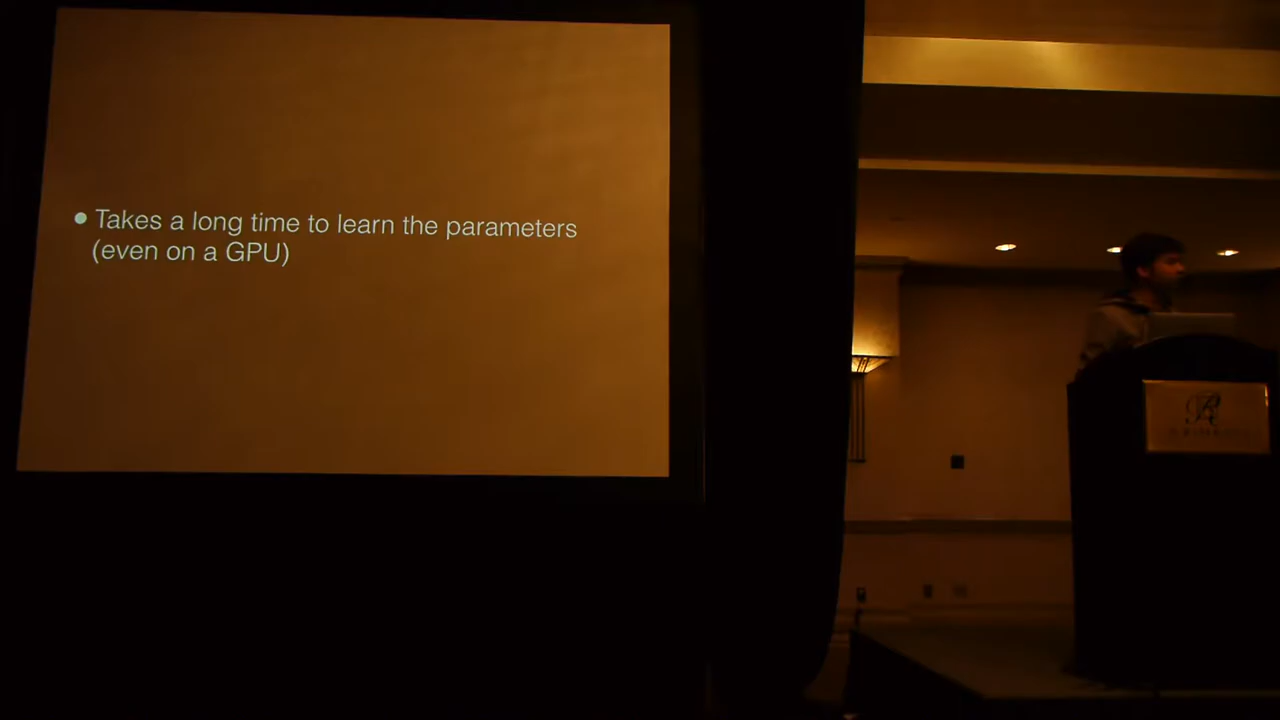 ● Takes a long time to learn the parameters
(even on a GPU)
R